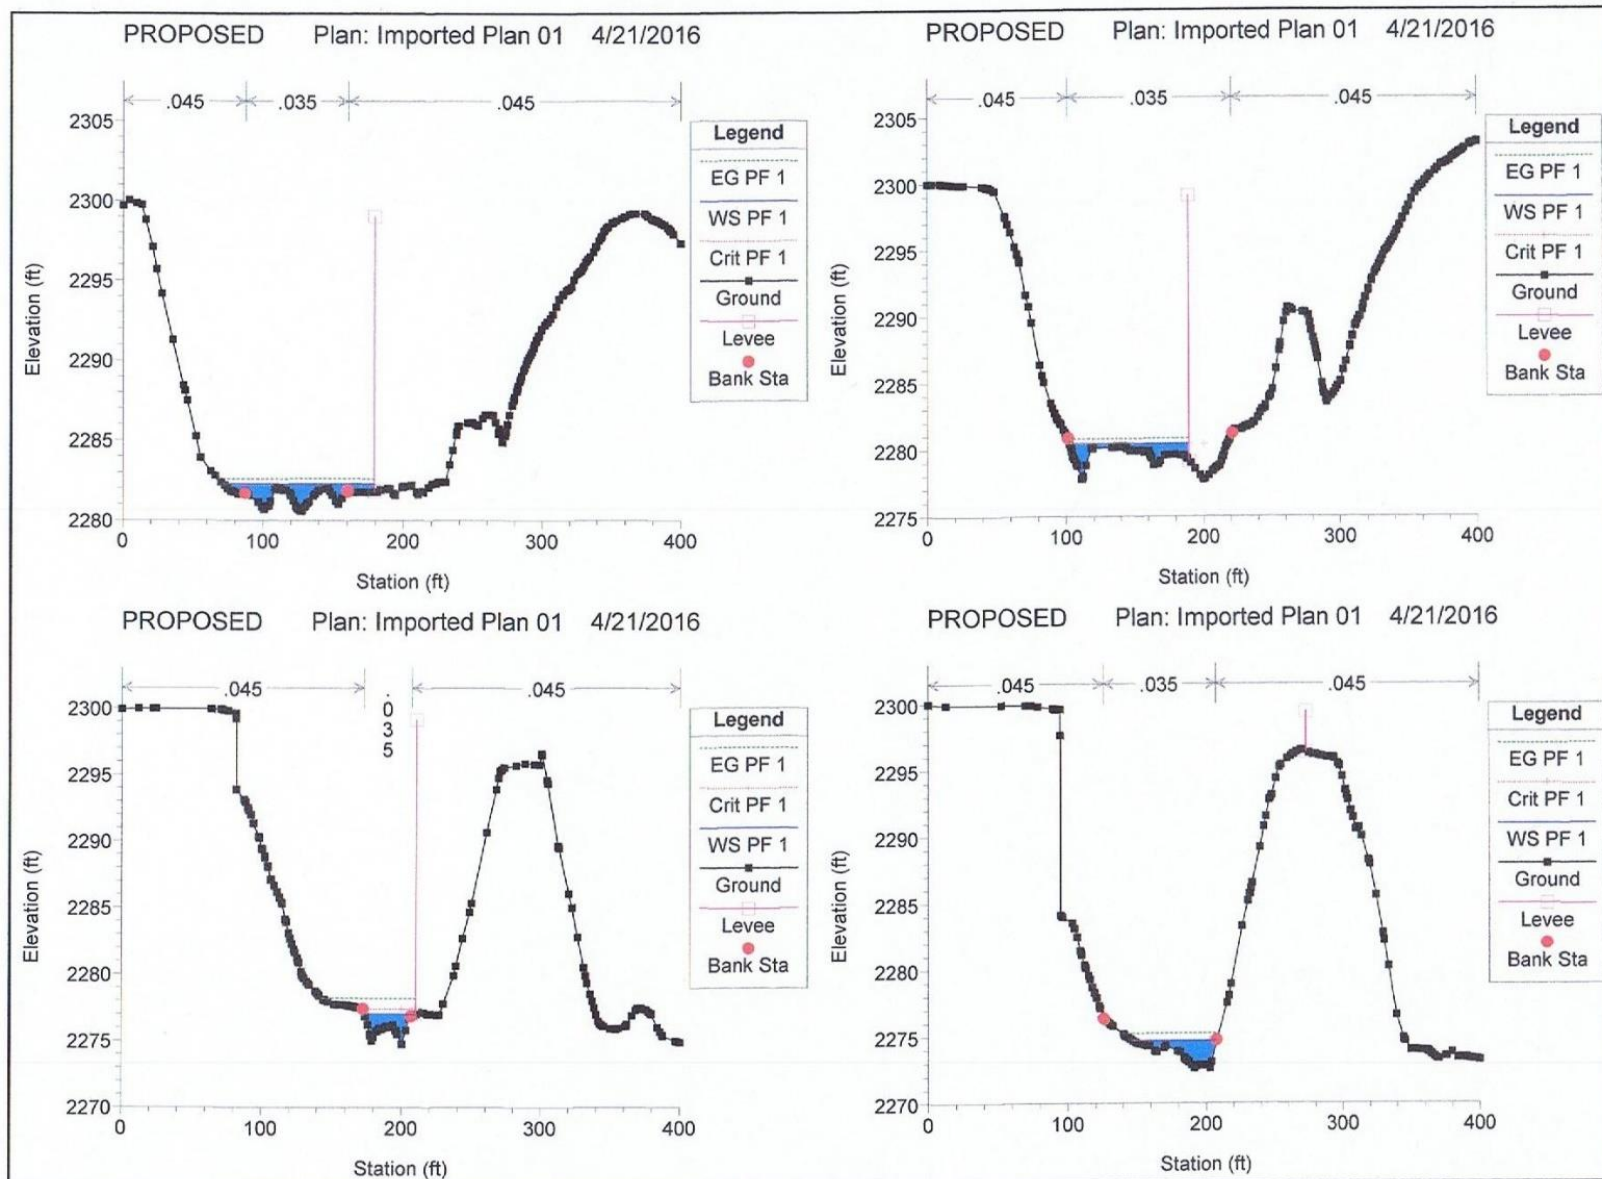 PROPOSED Plan: Imported Plan 01 4/21/2016
.045 .035 .045
2305
2300
2295
2290
2285
2280
Elevation (ft)
0 100 200 300 400
Station (ft)
Legend
EG PF 1
WS PF 1
Crit PF 1
Ground
Levee
Bank Sta
PROPOSED Plan: Imported Plan 01 4/21/2016
.045 .035 .045
2305
2300
2295
2290
2285
2280
2275
Elevation (ft)
0 100 200 300 400
Station (ft)
Legend
EG PF 1
WS PF 1
Crit PF 1
Ground
Levee
Bank Sta
PROPOSED Plan: Imported Plan 01 4/21/2016
.045 .035 .045
2300
2295
2290
2285
2280
2275
2270
Elevation (ft)
0 100 200 300 400
Station (ft)
Legend
EG PF 1
Crit PF 1
WS PF 1
Ground
Levee
Bank Sta
PROPOSED Plan: Imported Plan 01 4/21/2016
.045 .035 .045
2300
2295
2290
2285
2280
2275
2270
Elevation (ft)
0 100 200 300 400
Station (ft)
Legend
EG PF 1
Crit PF 1
WS PF 1
Ground
Levee
Bank Sta